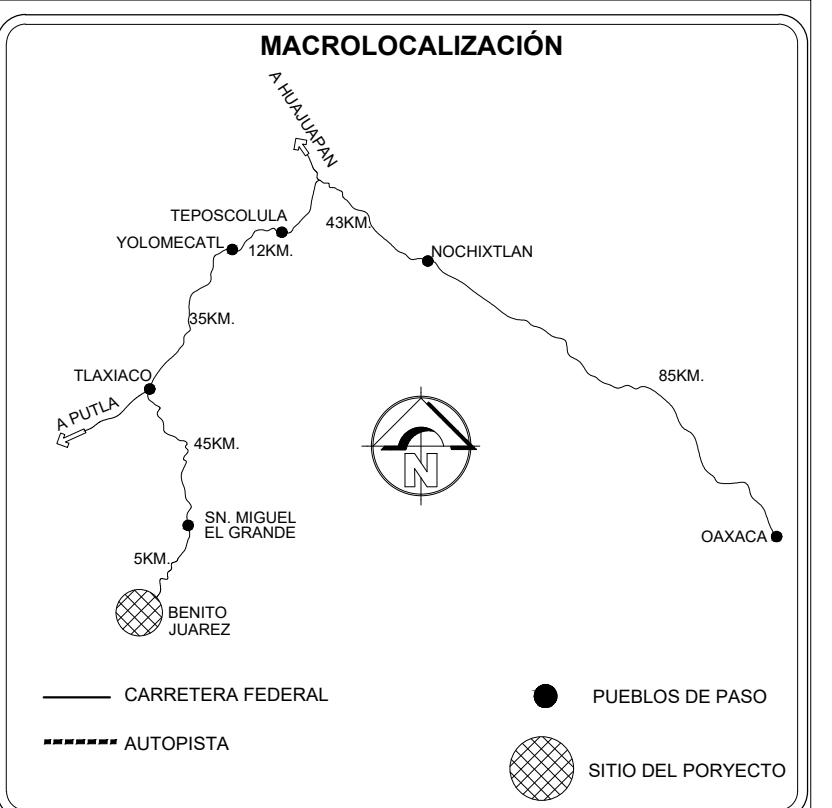 MACROLOCALIZACIÓN
A HUAJUAPAN
TEPOSCOLULA
43KM.
YOLOMECATL
12KM.
NOCHIXTLAN
35KM.
TLAXIACO
85KM.
A PUTLA
45KM.
N
SN. MIGUEL
EL GRANDE
OAXACA
5KM.
BENITO
JUAREZ
CARRETERA FEDERAL
PUEBLOS DE PASO
AUTOPISTA
SITIO DEL PORYECTO